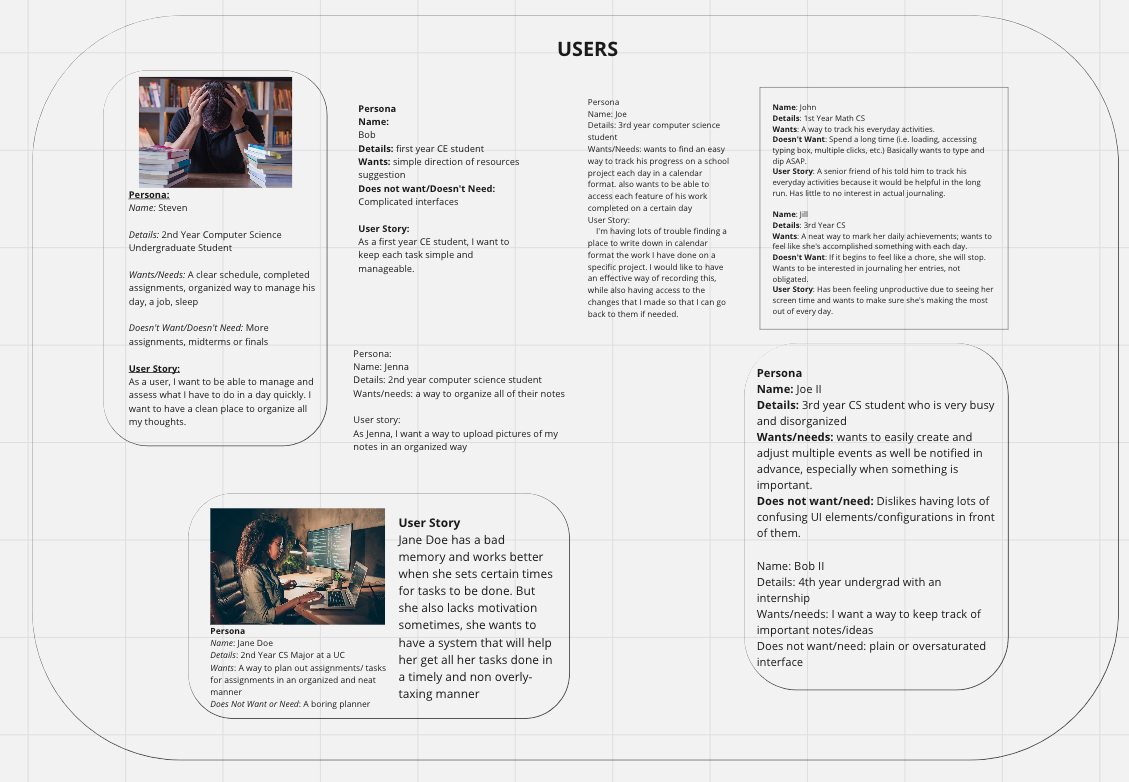 USERS
Persona:
Name: Steven
Details: 2nd Year Computer Science
Undergraduate Student
Wants/Needs: A clear schedule, completed
assignments, organized way to manage his
day, a job, sleep
Doesn't Want/Doesn't Need: More
assignments, midterms or finals
User Story:
As a user, I want to be able to manage and
assess what I have to do in a day quickly. I
want to have a clean place to organize all
my thoughts.
Persona
Name:
Bob
Details: first year CE student
Wants: simple direction of resources
suggestion
Does not want/Doesn't Need:
Complicated interfaces
User Story:
As a first year CE student, I want to
keep each task simple and
manageable.
Persona:
Name: Jenna
Details: 2nd year computer science student
Wants/needs: a way to organize all of their notes
User story:
As Jenna, I want a way to upload pictures of my
notes in an organized way
Persona
Name: Joe
Details: 3rd year computer science
student
Wants/Needs: wants to find an easy
way to track his progress on a school
project each day in a calendar
format. also wants to be able to
access each feature of his work
completed on a certain day
User Story:
I'm having lots of trouble finding a
place to write down in calendar
format the work I have done on a
specific project. I would like to have
an effective way of recording this,
while also having access to the
changes that I made so that I can go
back to them if needed.
Name: John
Details: 1st Year Math CS
Wants: A way to track his everyday activities.
Doesn't Want: Spend a long time (i.e. loading, accessing
typing box, multiple clicks, etc.) Basically wants to type and
dip ASAP.
User Story: A senior friend of his told him to track his
everyday activities because it would be helpful in the long
run. Has little to no interest in actual journaling.
Name: Jill
Details: 3rd Year CS
Wants: A neat way to mark her daily achievements; wants to
feel like she's accomplished something with each day.
Doesn't Want: If it begins to feel like a chore, she will stop.
Wants to be interested in journaling her entries, not
obligated.
User Story: Has been feeling unproductive due to seeing her
screen time and wants to make sure she's making the most
out of every day.
Persona
Name: Joe II
Details: 3rd year CS student who is very busy
and disorganized
Wants/needs: wants to easily create and
adjust multiple events as well be notified in
advance, especially when something is
important.
Does not want/need: Dislikes having lots of
confusing UI elements/configurations in front
of them.
Name: Bob II
Details: 4th year undergrad with an
internship
Wants/needs: I want a way to keep track of
important notes/ideas
Does not want/need: plain or oversaturated
interface
Persona
Name: Jane Doe
Details: 2nd Year CS Major at a UC
Wants: A way to plan out assignments/ tasks
for assignments in an organized and neat
manner
Does Not Want or Need: A boring planner
User Story
Jane Doe has a bad
memory and works better
when she sets certain times
for tasks to be done. But
she also lacks motivation
sometimes, she wants to
have a system that will help
her get all her tasks done in
a timely and non overly-
taxing manner